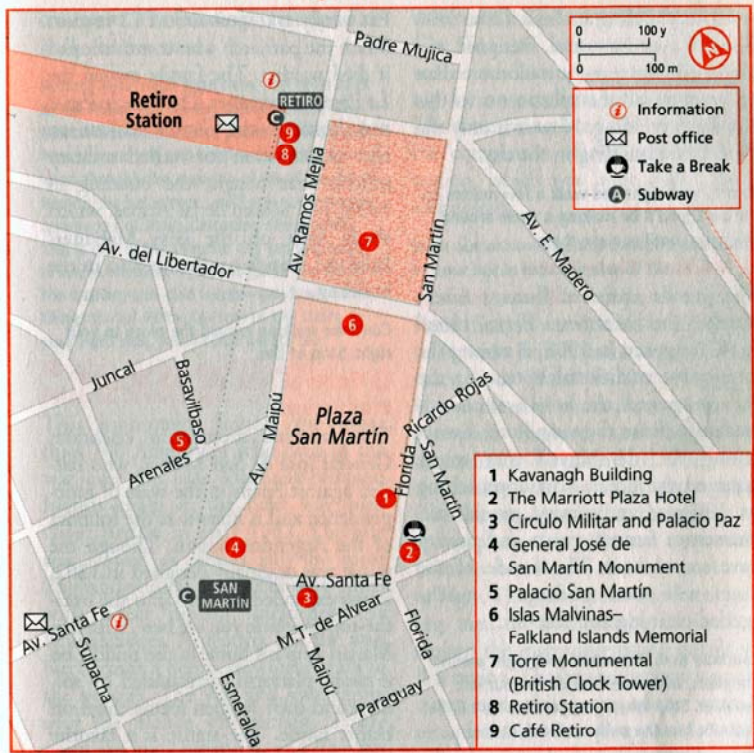 Padre Mujica
0 100 y
0 100 m
N
i Information
Post office
Take a Break
A Subway
Retiro
Station
i
RETIRO
C
9
8
Av. Ramos Mejía
7
San Martín
Av. E. Madero
Av. del Libertador
6
Juncal
Basavilbaso
5
Arenales
Av. Maipú
Plaza
San Martín
Ricardo Rojas
Florida
San Martín
1
2
4
Av. Santa Fe
3
C
SAN
MARTÍN
M.T. de Alvear
Av. Santa Fe
i
Suipacha
Esmeralda
Maipú
Paraguay
Florida
1 Kavanagh Building
2 The Marriott Plaza Hotel
3 Círculo Militar and Palacio Paz
4 General José de
San Martín Monument
5 Palacio San Martín
6 Islas Malvinas–
Falkland Islands Memorial
7 Torre Monumental
(British Clock Tower)
8 Retiro Station
9 Café Retiro